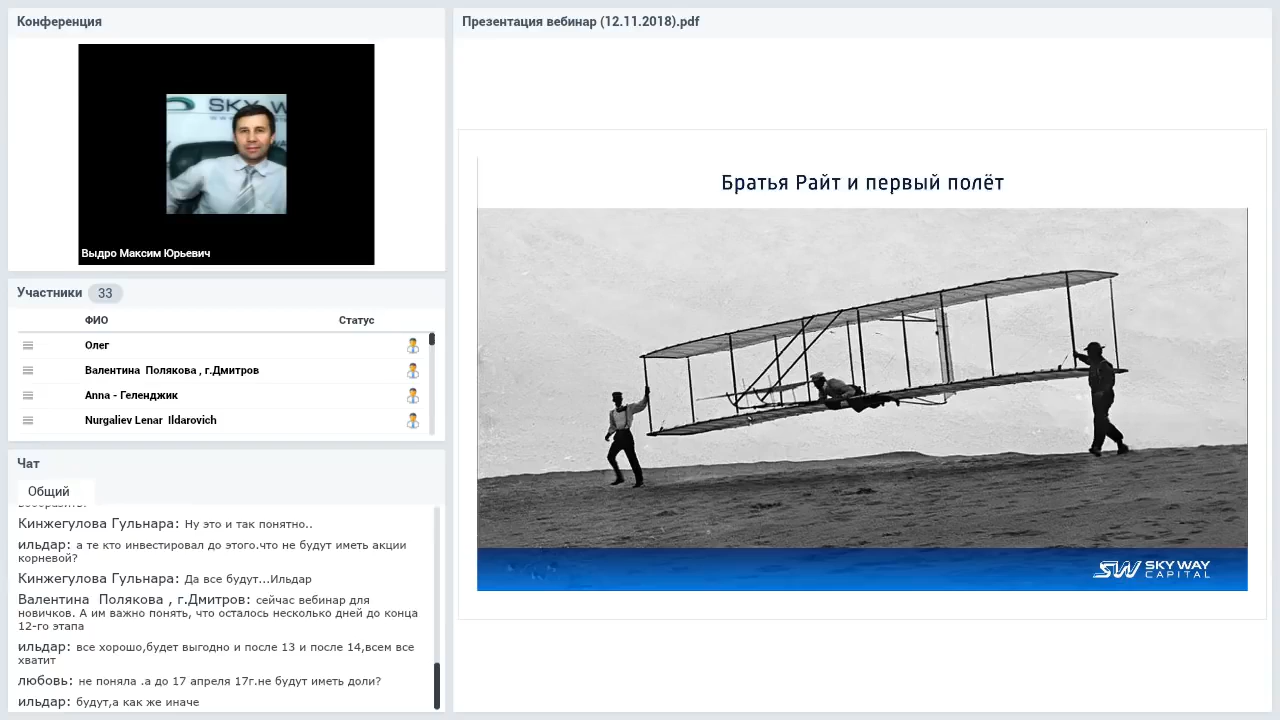 Конференция
SKY W
Выдро Максим Юрьевич
Участники 33
ФИО Статус
Олег
Валентина Полякова , г.Дмитров
Anna - Геленджик
Nurgaliev Lenar Ildarovich
Чат
Общий
Кинжегулова Гульнара: Ну это и так понятно..
ильдар: а те кто инвестировал до этого.что не будут иметь акции
корневой?
Кинжегулова Гульнара: Да все будут...Ильдар
Валентина Полякова , г.Дмитров: сейчас вебинар для
новичков. А им важно понять, что осталось несколько дней до конца
12-го этапа
ильдар: все хорошо,будет выгодно и после 13 и после 14,всем все
хватит
любовь: не поняла .а до 17 апреля 17г.не будут иметь доли?
ильдар: будут,а как же иначе
Презентация вебинар (12.11.2018).pdf
Братья Райт и первый полёт
SW SKY WAY
CAPITAL